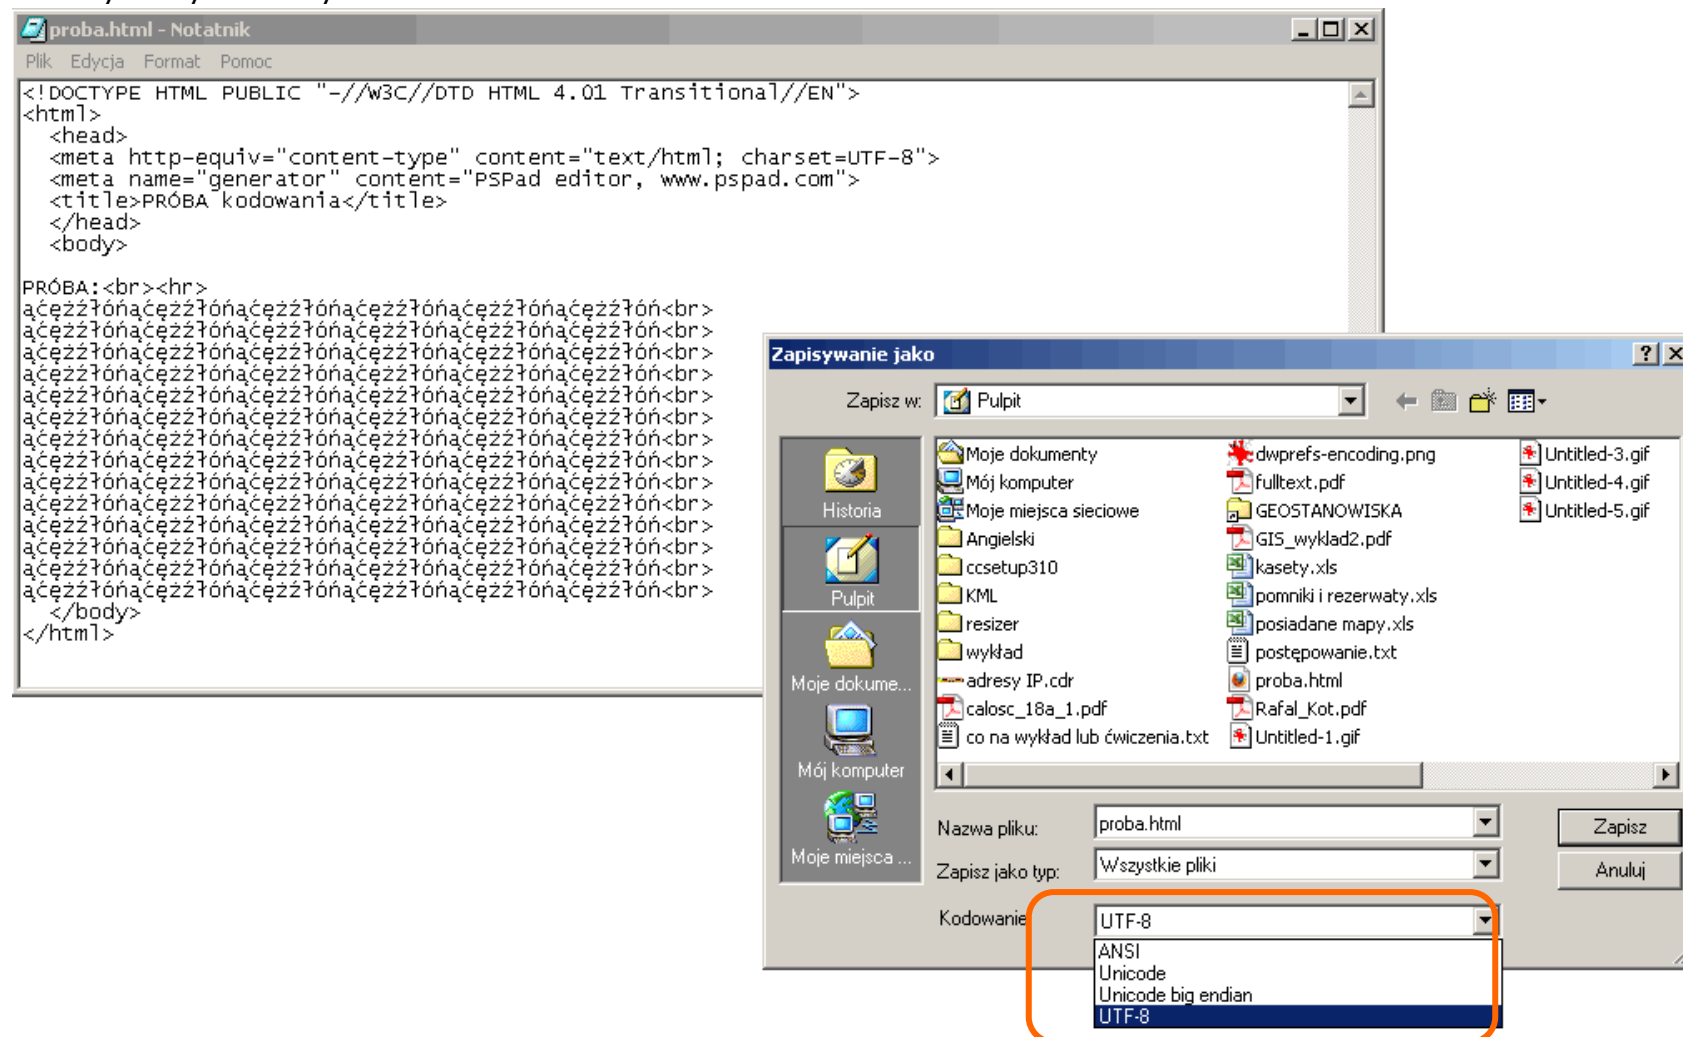 proba.html - Notatnik
Plik Edycja Format Pomoc
<!DOCTYPE HTML PUBLIC "-//W3C//DTD HTML 4.01 Transitional//EN">
<html>
<head>
<meta http-equiv="content-type" content="text/html; charset=UTF-8">
<meta name="generator" content="PSPad editor, www.pspad.com">
<title>PRÓBA kodowania</title>
</head>
<body>
PRÓBA:<br><hr>
ąćężźłóńąćężźłóńąćężźłóńąćężźłóńąćężźłóńąćężźłóń<br>
ąćężźłóńąćężźłóńąćężźłóńąćężźłóńąćężźłóńąćężźłóń<br>
ąćężźłóńąćężźłóńąćężźłóńąćężźłóńąćężźłóńąćężźłóń<br>
ąćężźłóńąćężźłóńąćężźłóńąćężźłóńąćężźłóńąćężźłóń<br>
ąćężźłóńąćężźłóńąćężźłóńąćężźłóńąćężźłóńąćężźłóń<br>
ąćężźłóńąćężźłóńąćężźłóńąćężźłóńąćężźłóńąćężźłóń<br>
ąćężźłóńąćężźłóńąćężźłóńąćężźłóńąćężźłóńąćężźłóń<br>
ąćężźłóńąćężźłóńąćężźłóńąćężźłóńąćężźłóńąćężźłóń<br>
ąćężźłóńąćężźłóńąćężźłóńąćężźłóńąćężźłóńąćężźłóń<br>
ąćężźłóńąćężźłóńąćężźłóńąćężźłóńąćężźłóńąćężźłóń<br>
ąćężźłóńąćężźłóńąćężźłóńąćężźłóńąćężźłóńąćężźłóń<br>
ąćężźłóńąćężźłóńąćężźłóńąćężźłóńąćężźłóńąćężźłóń<br>
ąćężźłóńąćężźłóńąćężźłóńąćężźłóńąćężźłóńąćężźłóń<br>
ąćężźłóńąćężźłóńąćężźłóńąćężźłóńąćężźłóńąćężźłóń<br>
</body>
</html>
Zapisywanie jako
Zapisz w: Pulpit
Historia
Pulpit
Moje dokume...
Mój komputer
Moje miejsca ...
Moje dokumenty
Mój komputer
Moje miejsca sieciowe
Angielski
ccsetup310
KML
resizer
wykład
adresy IP.cdr
calosc_18a_1.pdf
co na wykład lub ćwiczenia.txt
dwprefs-encoding.png
fulltext.pdf
GEOSTANOWISKA
GIS_wyklad2.pdf
kasety.xls
pomniki i rezerwaty.xls
posiadane mapy.xls
postępowanie.txt
proba.html
Rafal_Kot.pdf
Untitled-1.gif
Untitled-3.gif
Untitled-4.gif
Untitled-5.gif
Nazwa pliku: proba.html Zapisz
Zapisz jako typ: Wszystkie pliki Anuluj
Kodowanie UTF-8
ANSI
Unicode
Unicode big endian
UTF-8